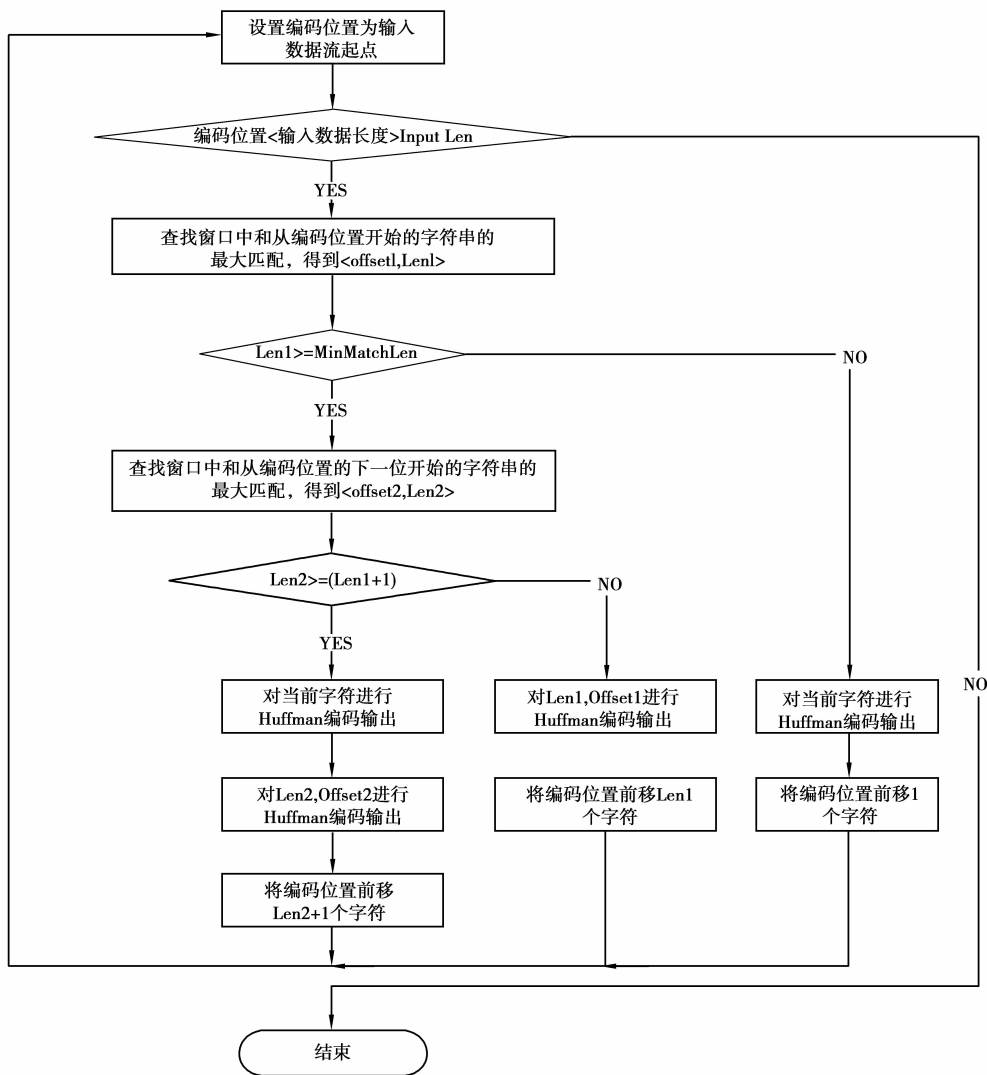 设置编码位置为输入
数据流起点
编码位置<输入数据长度>Input Len
YES
查找窗口中和从编码位置开始的字符串的
最大匹配，得到<offsetl,Lenl>
Len1>=MinMatchLen
NO
YES
查找窗口中和从编码位置的下一位开始的字符串的
最大匹配，得到<offset2,Len2>
Len2>=(Len1+1)
NO
YES
NO
对当前字符进行
Huffman编码输出
对Len1,Offset1进行
Huffman编码输出
对当前字符进行
Huffman编码输出
对Len2,Offset2进行
Huffman编码输出
将编码位置前移Len1
个字符
将编码位置前移1
个字符
将编码位置前移
Len2+1个字符
结束